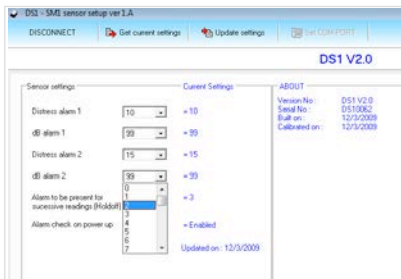 DS1 - SM1 sensor setup ver 1.A
DISCONNECT Get current settings Update settings Set COM PORT
DS1 V2.0
Sensor settings Current Settings ABOUT
Version No : DS1 V2.0
Serial No : DS10062
Built on : 12/3/2009
Calibrated on : 12/3/2009
Distress alarm 1 10 = 10
dB alarm 1 99 = 99
Distress alarm 2 15 = 15
dB alarm 2 99 = 99
0
1
2
3
4
5
6
7
Alarm to be present for
sucessive readings (Holdoff) = 3
Alarm check on power up = Enabled
Updated on : 12/3/2009